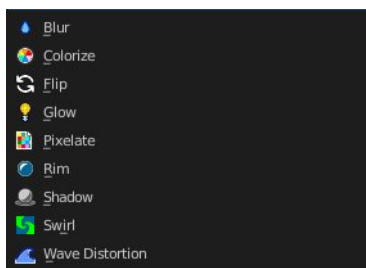 Blur
Colorize
Flip
Glow
Pixelate
Rim
Shadow
Swirl
Wave Distortion